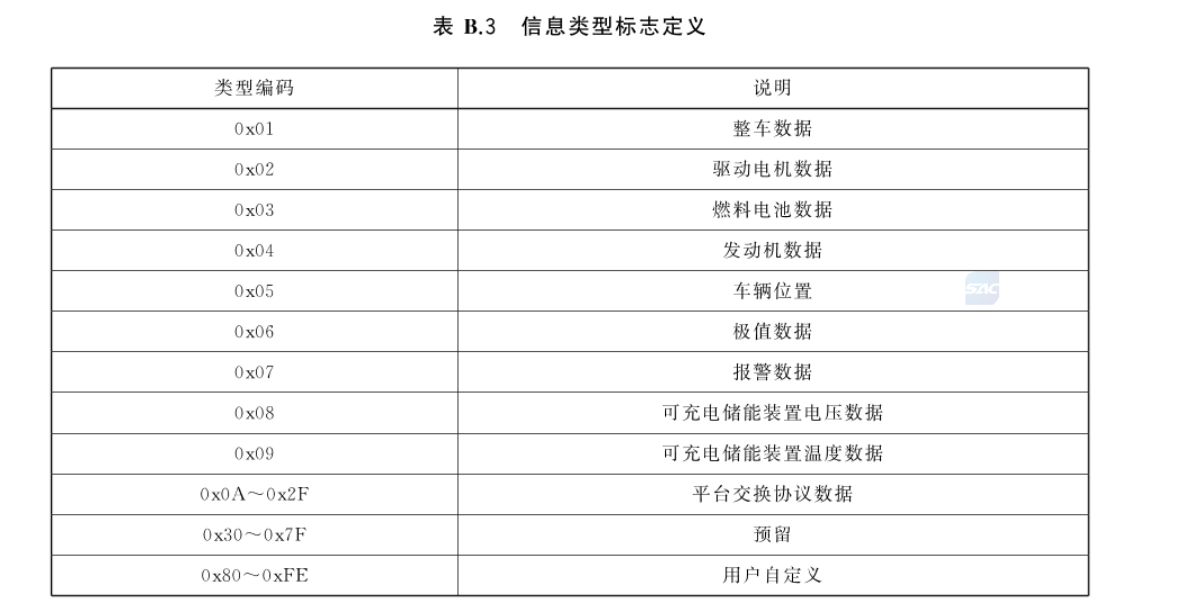 表 B.3 信息类型标志定义
类型编码 说明
0x01 整车数据
0x02 驱动电机数据
0x03 燃料电池数据
0x04 发动机数据
0x05 车辆位置
SAC
0x06 极值数据
0x07 报警数据
0x08 可充电储能装置电压数据
0x09 可充电储能装置温度数据
0x0A～0x2F 平台交换协议数据
0x30～0x7F 预留
0x80～0xFE 用户自定义